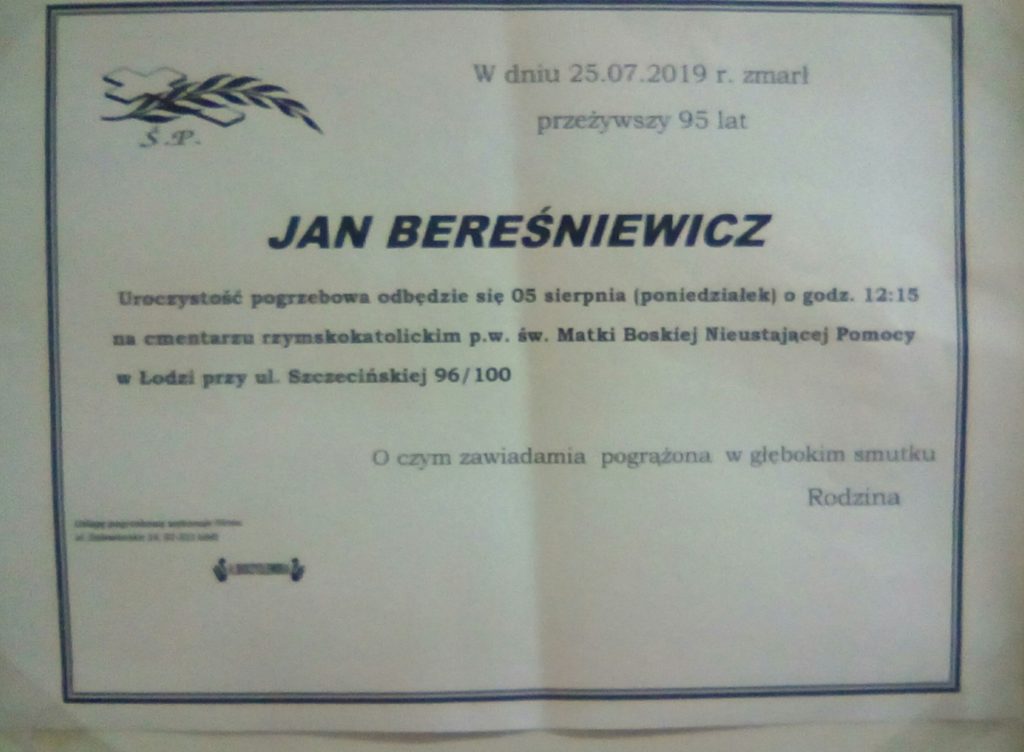 W dniu 25.07.2019 r. zmarł
przeżywszy 95 lat
Ś.P.
JAN BEREŚNIEWICZ
Uroczystość pogrzebowa odbędzie się 05 sierpnia (poniedziałek) o godz. 12:15
na cmentarzu rzymskokatolickim p.w. św. Matki Boskiej Nieustającej Pomocy
w Łodzi przy ul. Szczecińskiej 96/100
O czym zawiadamia pogrążona w głębokim smutku
Rodzina